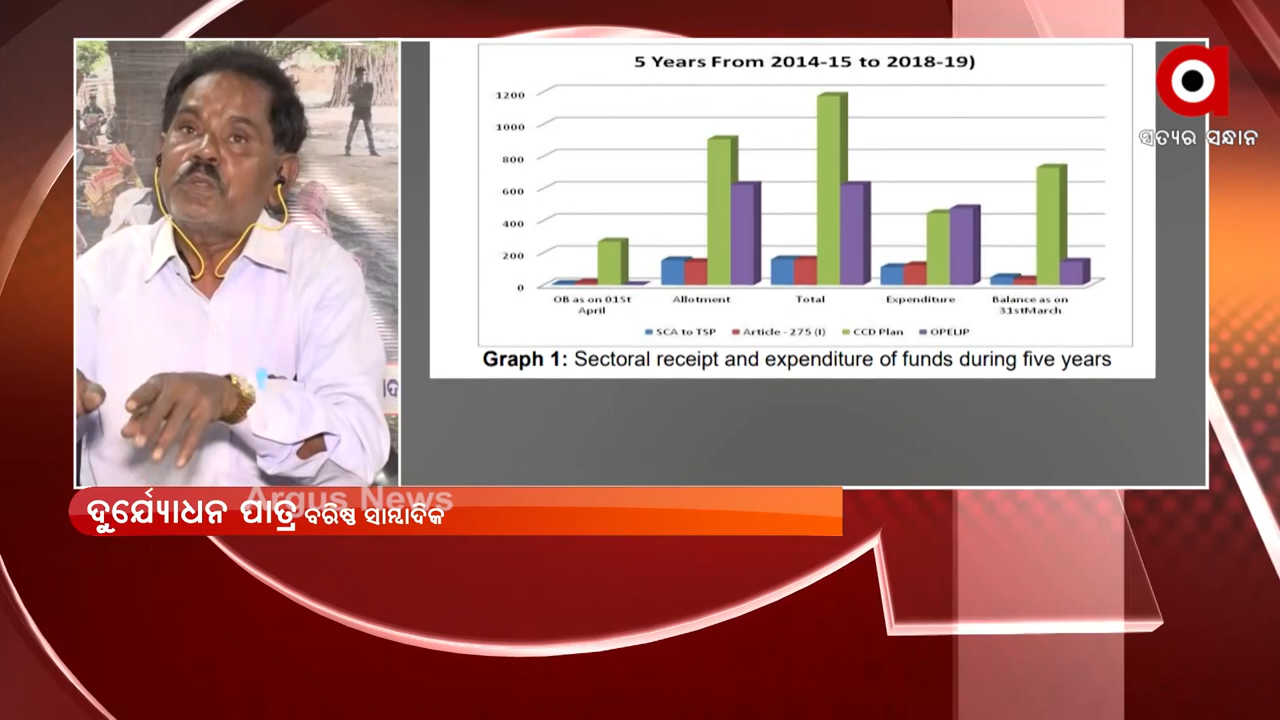 5 Years From 2014-15 to 2018-19)
1200
1000
800
600
400
200
0
OB as on 01St April
Allotment
Total
Expenditure
Balance as on 31stMarch
SCA to TSP
Article - 275 (I)
CCD Plan
OPELIP
Graph 1: Sectoral receipt and expenditure of funds during five years
ସତ୍ୟର ସନ୍ଧାନ
Argus News
ଦୁର୍ଯ୍ୟୋଧନ ପାତ୍ର ବରିଷ୍ଠ ସାମ୍ବାଦିକ